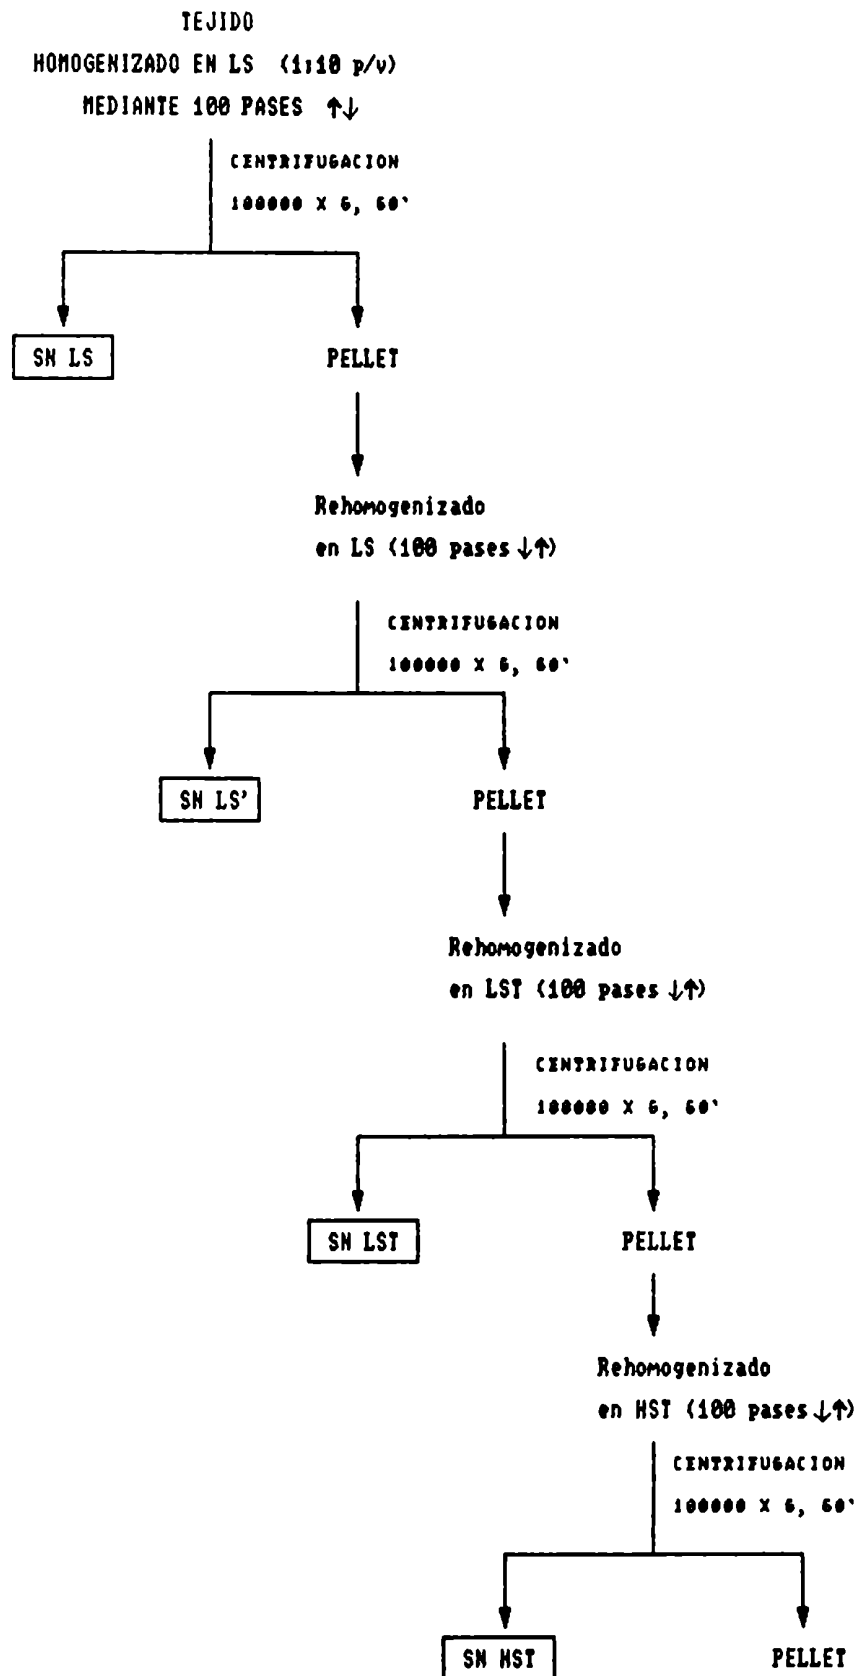 TEJIDO
HOMOGENIZADO EN LS (1:10 p/v)
MEDIANTE 100 PASES ↑↓
CENTRIFUGACION
100000 X G, 60'
SN LS
PELLET
Rehomogenizado
en LS (100 pases ↓↑)
CENTRIFUGACION
100000 X G, 60'
SN LS'
PELLET
Rehomogenizado
en LST (100 pases ↓↑)
CENTRIFUGACION
100000 X G, 60'
SN LST
PELLET
Rehomogenizado
en HST (100 pases ↓↑)
CENTRIFUGACION
100000 X G, 60'
SN HST
PELLET